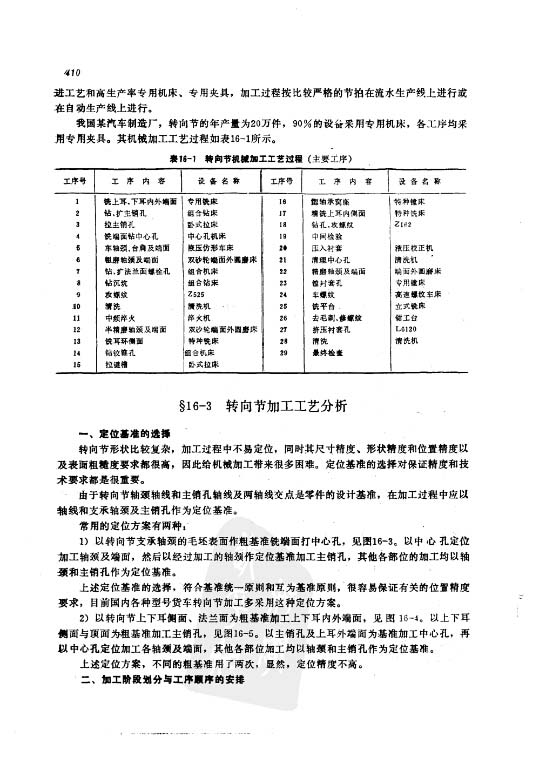 410
进工艺和高生产率专用机床、专用夹具，加工过程按比较严格的节拍在流水生产线上进行或
在自动生产线上进行。
我国某汽车制造厂，转向节的年产量为20万件，90%的设备采用专用机床，各工序均采
用专用夹具。其机械加工工艺过程如表16-1所示。
表16-1 转向节机械加工工艺过程（主要工序）
工序号 工序内容 设备名称 工序号 工序内容 设备名称
1 铣上耳、下耳内外端面 专用铣床 16 镗轴承窝座 特种镗床
2 钻、扩主销孔 组合钻床 17 精铣上耳内侧面 特种铣床
3 拉主销孔 卧式拉床 18 钻孔、攻螺纹 Z162
4 铣端面钻中心孔 中心孔机床 19 中间检验
5 车轴颈、台肩及端面 液压仿形车床 20 压入衬套 液压校正机
6 粗磨轴颈及端面 双砂轮端面外圆磨床 21 清理中心孔 清洗机
7 钻、扩法兰面螺栓孔 组合机床 22 精磨轴颈及端面 端面外圆磨床
8 钻沉坑 组合钻床 23 镗衬套孔 专用镗床
9 攻螺纹 Z525 24 车螺纹 高速螺纹车床
10 清洗 清洗机 25 铣平台 立式铣床
11 中频淬火 淬火机 26 去毛刺、修螺纹 钳工台
12 半精磨轴颈及端面 双砂轮端面外圆磨床 27 挤压衬套孔 L6120
13 铣耳环侧面 特种铣床 28 清洗 清洗机
14 钻铰锥孔 组合机床 29 最终检查
15 拉键槽 卧式拉床
§16-3 转向节加工工艺分析
一、定位基准的选择
转向节形状比较复杂，加工过程中不易定位，同时其尺寸精度、形状精度和位置精度以
及表面粗糙度要求都很高，因此给机械加工带来很多困难。定位基准的选择对保证精度和技
术要求都是很重要。
由于转向节轴颈轴线和主销孔轴线及两轴线交点是零件的设计基准，在加工过程中应以
轴线和支承轴颈及主销孔作为定位基准。
常用的定位方案有两种：
1）以转向节支承轴颈的毛坯表面作粗基准铣端面打中心孔，见图16-3。以中心孔定位
加工轴颈及端面，然后以经过加工的轴颈作定位基准加工主销孔，其他各部位的加工均以轴
颈和主销孔作为定位基准。
上述定位基准的选择，符合基准统一原则和互为基准原则，很容易保证有关的位置精度
要求，目前国内各种型号货车转向节加工多采用这种定位方案。
2）以转向节上下耳侧面、法兰面为粗基准加工上下耳内外端面，见图16-4。以上下耳
侧面与顶面为粗基准加工主销孔，见图16-5。以主销孔及上耳外端面为基准加工中心孔，再
以中心孔定位加工各轴颈及端面，其他各部位加工均以轴颈和主销孔作为定位基准。
上述定位方案，不同的粗基准用了两次，显然，定位精度不高。
二、加工阶段划分与工序顺序的安排